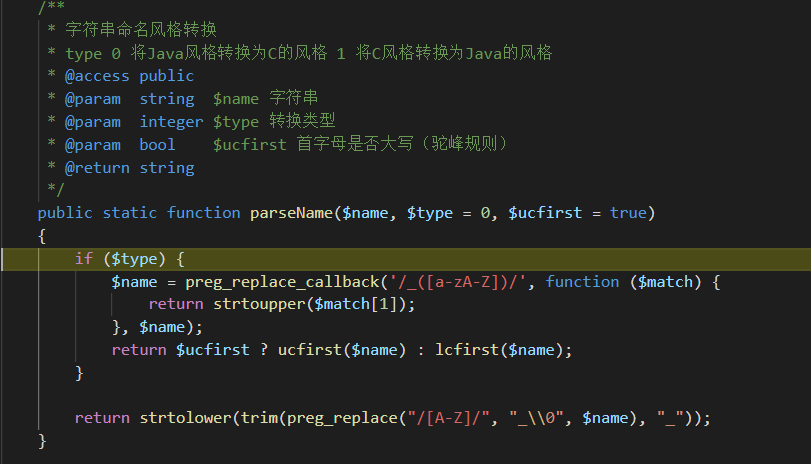 /**
 * 字符串命名风格转换
 * type 0 将Java风格转换为C的风格 1 将C风格转换为Java的风格
 * @access public
 * @param  string  $name 字符串
 * @param  integer $type 转换类型
 * @param  bool    $ucfirst 首字母是否大写（驼峰规则）
 * @return string
 */
public static function parseName($name, $type = 0, $ucfirst = true)
{
    if ($type) {
        $name = preg_replace_callback('/_([a-zA-Z])/', function ($match) {
            return strtoupper($match[1]);
        }, $name);
        return $ucfirst ? ucfirst($name) : lcfirst($name);
    }

    return strtolower(trim(preg_replace("/[A-Z]/", "_\\0", $name), "_"));
}